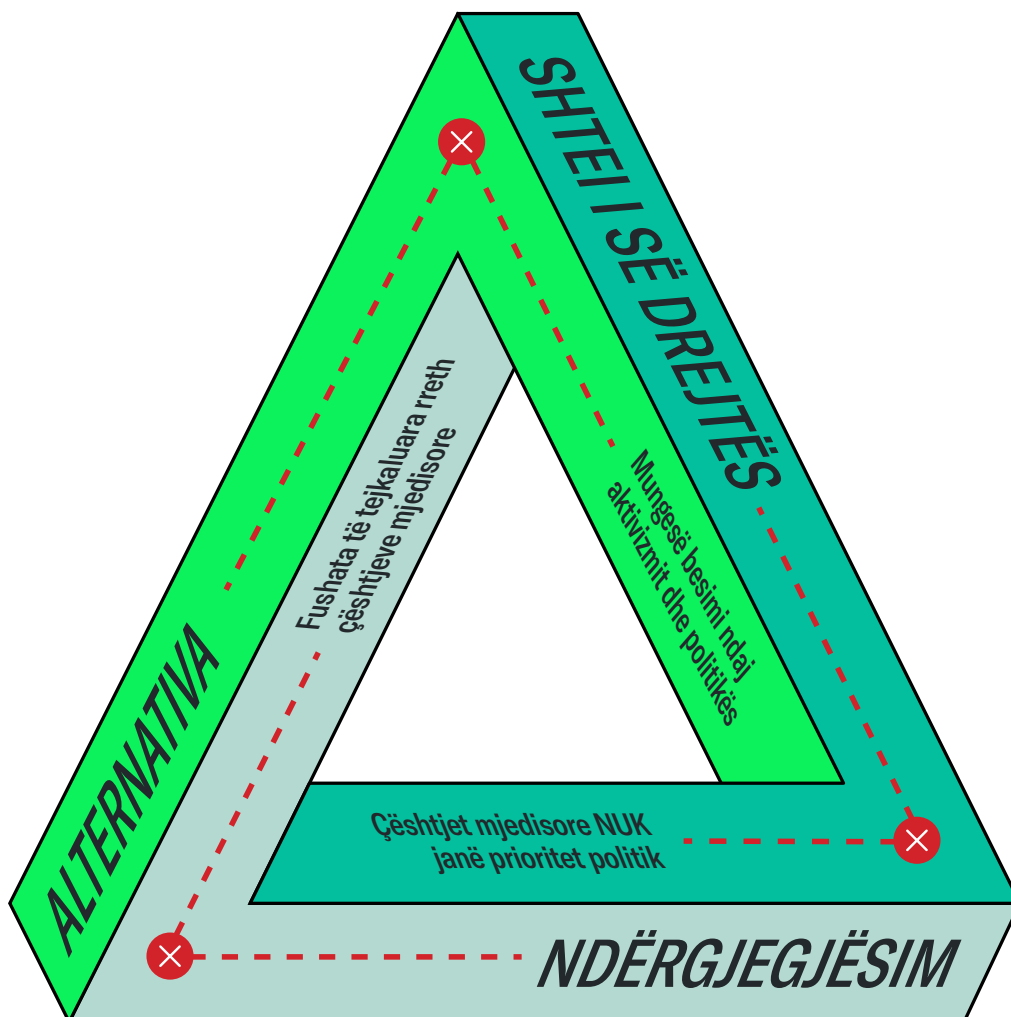 SHTEI I SË DREJTËS
Fushata të tejkaluara rreth
çështjeve mjedisore
Mungesë besimi ndaj
aktivizmit dhe politikës
ALTERNATIVA
Çështjet mjedisore NUK
janë prioritet politik
NDËRGJEGJËSIM